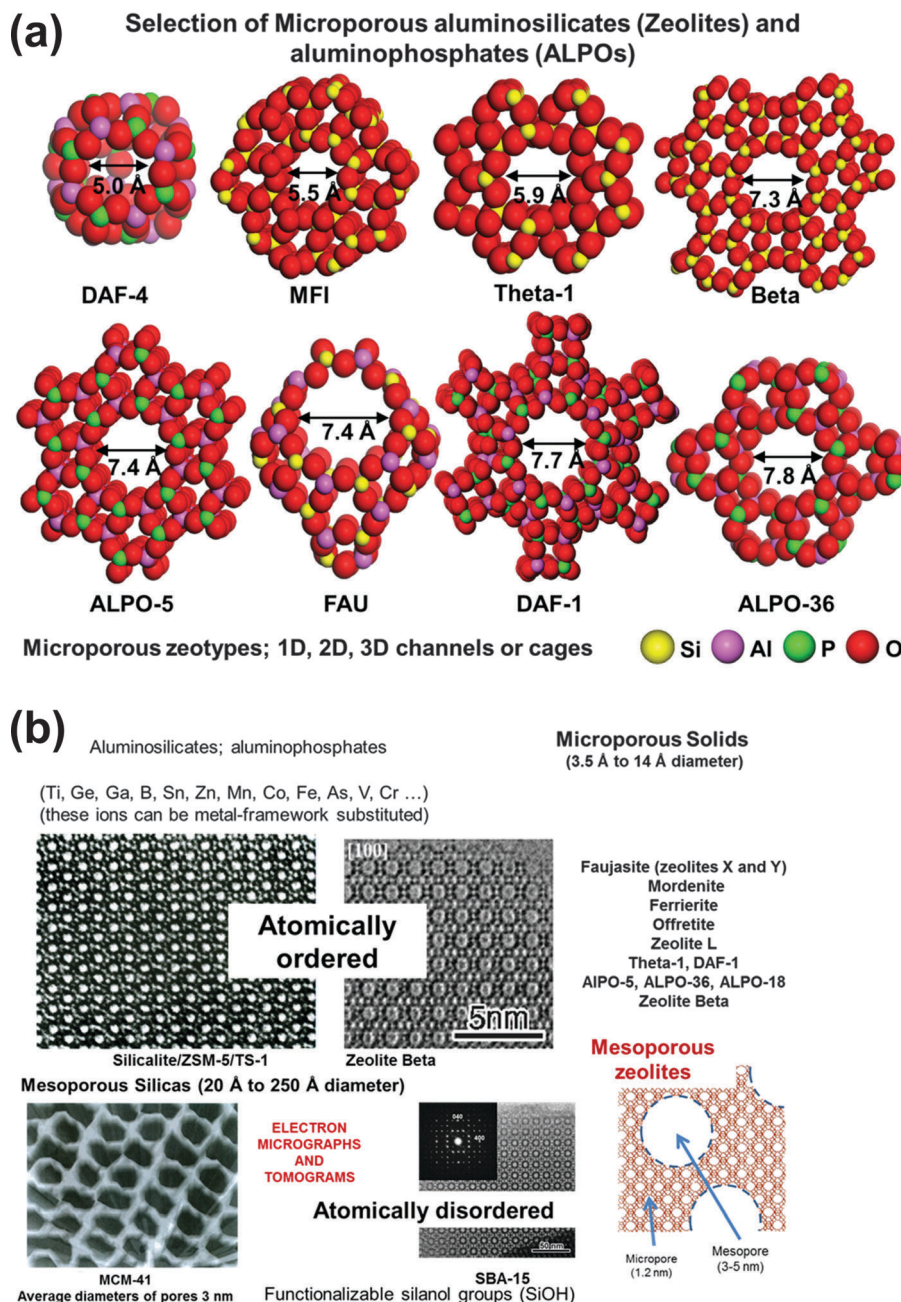 (a)
Selection of Microporous aluminosilicates (Zeolites) and
aluminophosphates (ALPOs)
5.0 Å
5.5 Å
5.9 Å
7.3 Å
DAF-4
MFI
Theta-1
Beta
7.4 Å
7.4 Å
7.7 Å
7.8 Å
ALPO-5
FAU
DAF-1
ALPO-36
Microporous zeotypes; 1D, 2D, 3D channels or cages
Si
Al
P
O
(b)
Aluminosilicates; aluminophosphates
Microporous Solids
(3.5 Å to 14 Å diameter)
(Ti, Ge, Ga, B, Sn, Zn, Mn, Co, Fe, As, V, Cr ...)
(these ions can be metal-framework substituted)
[100]
Atomically
ordered
5nm
Silicalite/ZSM-5/TS-1
Zeolite Beta
Faujasite (zeolites X and Y)
Mordenite
Ferrierite
Offretite
Zeolite L
Theta-1, DAF-1
AlPO-5, ALPO-36, ALPO-18
Zeolite Beta
Mesoporous Silicas (20 Å to 250 Å diameter)
Mesoporous
zeolites
ELECTRON
MICROGRAPHS
AND
TOMOGRAMS
040
400
Atomically disordered
50 nm
MCM-41
Average diameters of pores 3 nm
SBA-15
Functionalizable silanol groups (SiOH)
Micropore
(1.2 nm)
Mesopore
(3-5 nm)